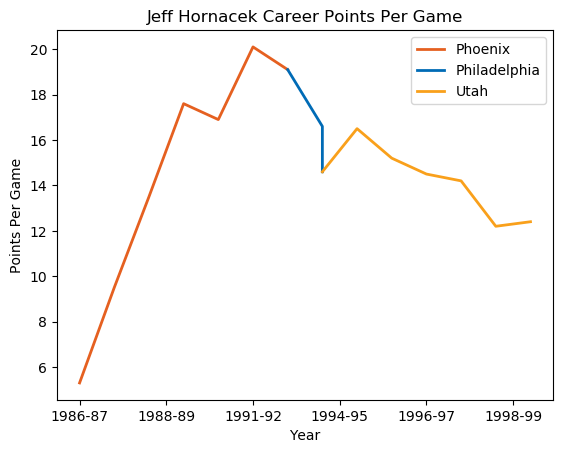 Jeff Hornacek Career Points Per Game
Phoenix
Philadelphia
Utah
20
18
16
14
12
10
8
6
Points Per Game
1986-87 1988-89 1991-92 1994-95 1996-97 1998-99
Year